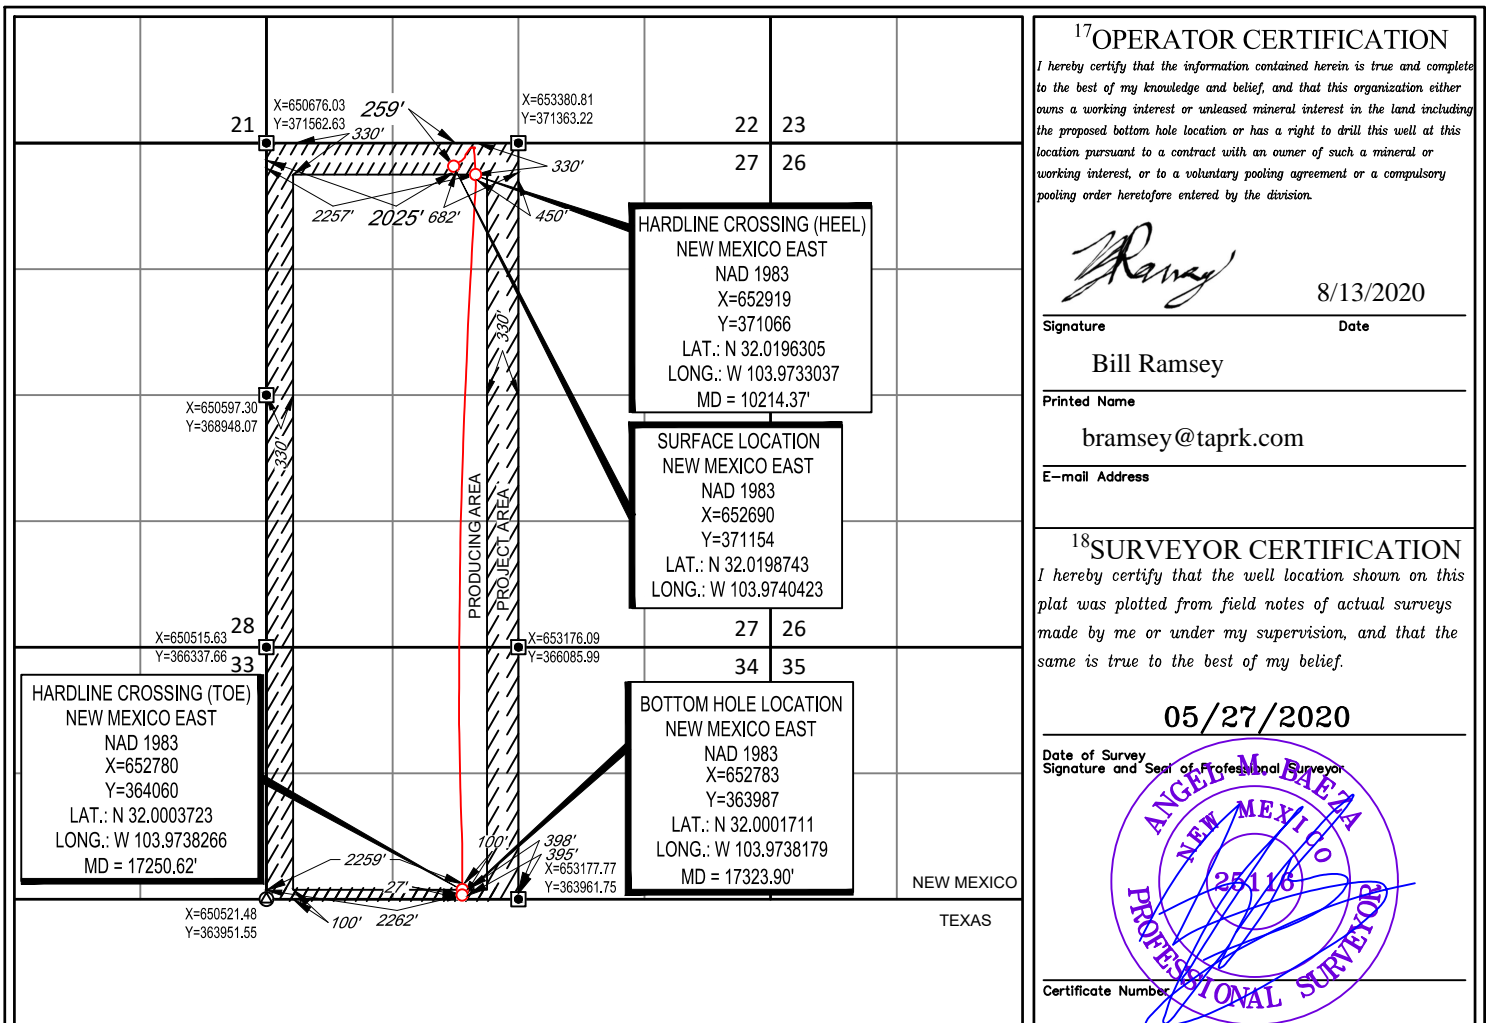 X=650676.03
Y=371562.63
259'
X=653380.81
Y=371363.22
21
330'
22 23
27 26
330'
2257'
2025'
682'
450'
HARDLINE CROSSING (HEEL)
NEW MEXICO EAST
NAD 1983
X=652919
Y=371066
LAT.: N 32.0196305
LONG.: W 103.9733037
MD = 10214.37'
330'
X=650597.30
Y=368948.07
330'
SURFACE LOCATION
NEW MEXICO EAST
NAD 1983
X=652690
Y=371154
LAT.: N 32.0198743
LONG.: W 103.9740423
PRODUCING AREA
PROJECT AREA
28
X=650515.63
Y=366337.66
33
X=653176.09
Y=366085.99
27 26
34 35
HARDLINE CROSSING (TOE)
NEW MEXICO EAST
NAD 1983
X=652780
Y=364060
LAT.: N 32.0003723
LONG.: W 103.9738266
MD = 17250.62'
BOTTOM HOLE LOCATION
NEW MEXICO EAST
NAD 1983
X=652783
Y=363987
LAT.: N 32.0001711
LONG.: W 103.9738179
MD = 17323.90'
100'
398'
395'
2259'
27'
X=653177.77
Y=363961.75
NEW MEXICO
TEXAS
100'
2262'
X=650521.48
Y=363951.55
17OPERATOR CERTIFICATION
I hereby certify that the information contained herein is true and complete
to the best of my knowledge and belief, and that this organization either
owns a working interest or unleased mineral interest in the land including
the proposed bottom hole location or has a right to drill this well at this
location pursuant to a contract with an owner of such a mineral or
working interest, or to a voluntary pooling agreement or a compulsory
pooling order heretofore entered by the division.
8/13/2020
Signature Date
Bill Ramsey
Printed Name
bramsey@taprk.com
E-mail Address
18SURVEYOR CERTIFICATION
I hereby certify that the well location shown on this
plat was plotted from field notes of actual surveys
made by me or under my supervision, and that the
same is true to the best of my belief.
05/27/2020
Date of Survey
Signature and Seal of Professional Surveyor
ANGEL M. BAEZA
NEW MEXICO
25116
PROFESSIONAL SURVEYOR
Certificate Number